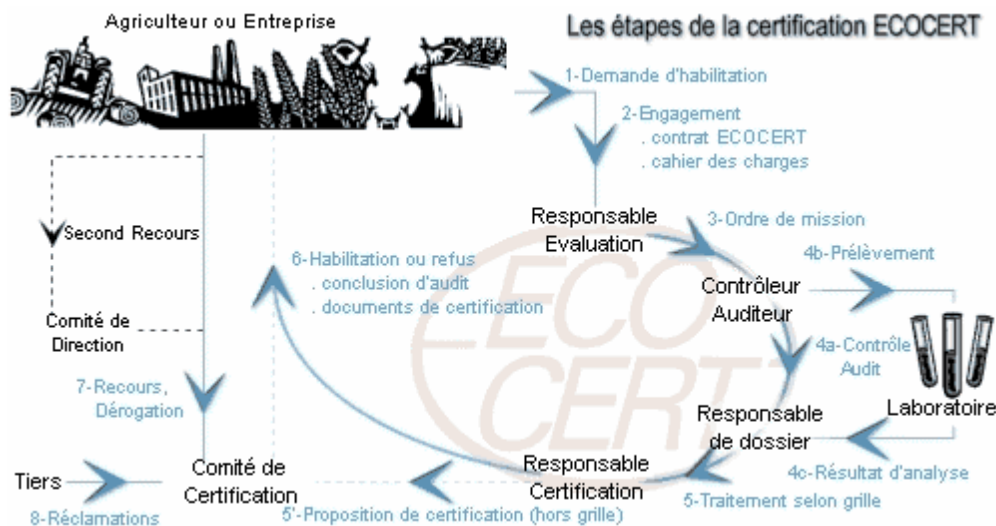 Agriculteur ou Entreprise
Les étapes de la certification ECOCERT
1-Demande d'habilitation
2-Engagement
. contrat ECOCERT
. cahier des charges
Responsable
Evaluation
3-Ordre de mission
4b-Prélèvement
Second Recours
6-Habilitation ou refus
. conclusion d'audit
. documents de certification
Contrôleur
Auditeur
Comité de
Direction
4a-Contrôle
Audit
7-Recours,
Dérogation
Laboratoire
Responsable
de dossier
Tiers
Comité de
Certification
Responsable
Certification
4c-Résultat d'analyse
8-Réclamations
5'-Proposition de certification (hors grille)
5-Traitement selon grille
ECO
CERT